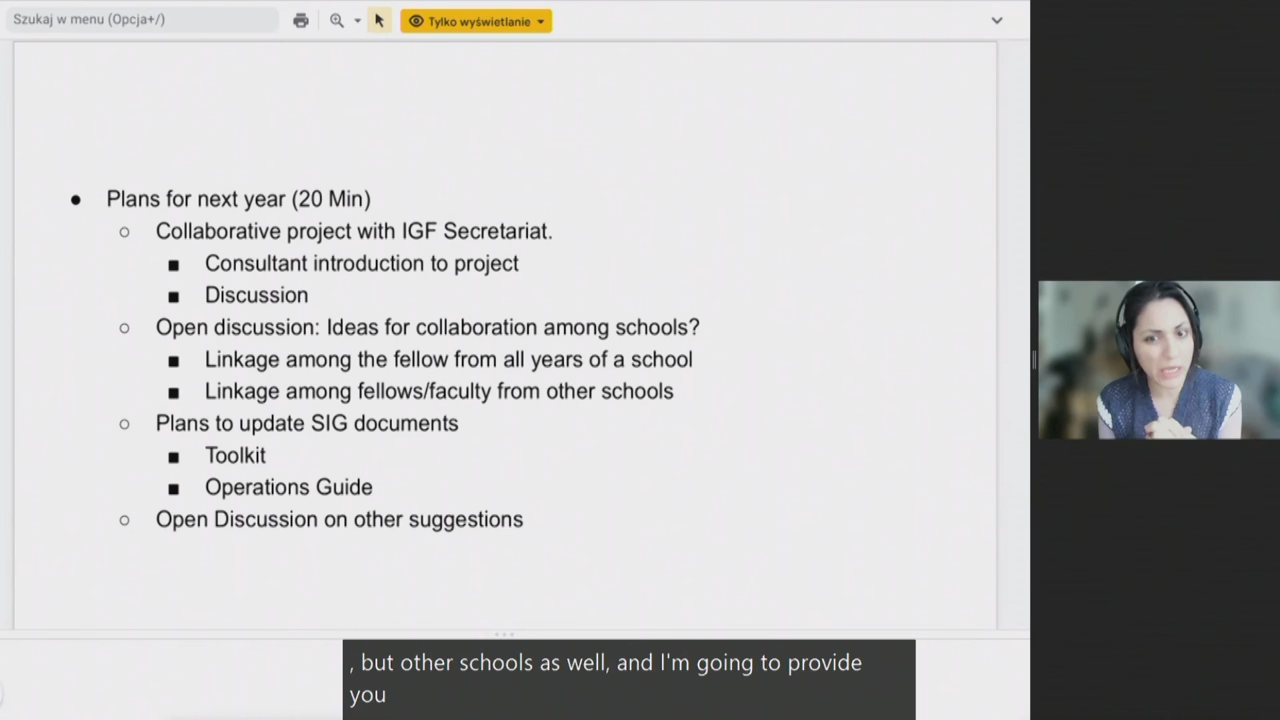 Szukaj w menu (Opcja+/)
Tylko wyświetlanie
● Plans for next year (20 Min)
○ Collaborative project with IGF Secretariat.
■ Consultant introduction to project
■ Discussion
○ Open discussion: Ideas for collaboration among schools?
■ Linkage among the fellow from all years of a school
■ Linkage among fellows/faculty from other schools
○ Plans to update SIG documents
■ Toolkit
■ Operations Guide
○ Open Discussion on other suggestions
, but other schools as well, and I'm going to provide
you